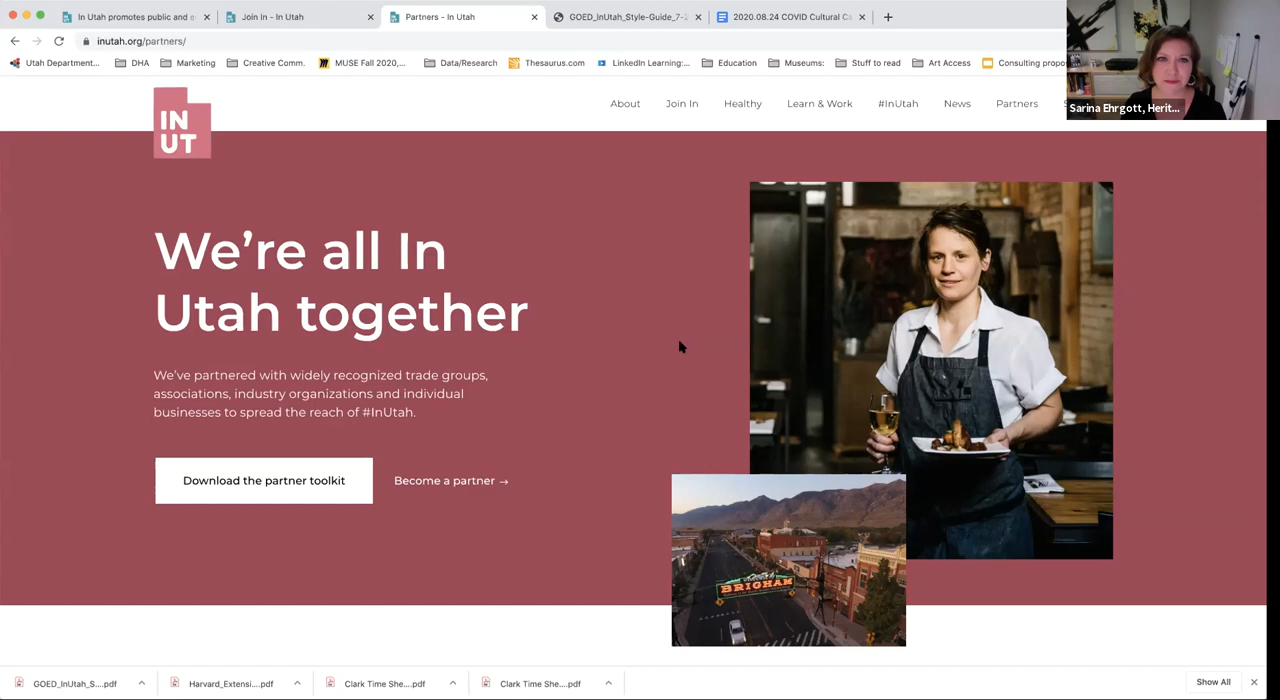 In Utah promotes public and e
Join In - In Utah
Partners - In Utah
GOED_InUtah_Style-Guide_7-2
2020.08.24 COVID Cultural Ca
inutah.org/partners/
Utah Department...
DHA
Marketing
Creative Comm.
MUSE Fall 2020,...
Data/Research
Thesaurus.com
LinkedIn Learning:...
Education
Museums:
Stuff to read
Art Access
Consulting propo
Sarina Ehrgott, Herit...
IN
UT
About
Join In
Healthy
Learn & Work
#InUtah
News
Partners
We're all In
Utah together
We've partnered with widely recognized trade groups,
associations, industry organizations and individual
businesses to spread the reach of #InUtah.
Download the partner toolkit
Become a partner →
BRIGHAM
GOED_InUtah_S....pdf
Harvard_Extensi....pdf
Clark Time She....pdf
Clark Time She....pdf
Show All